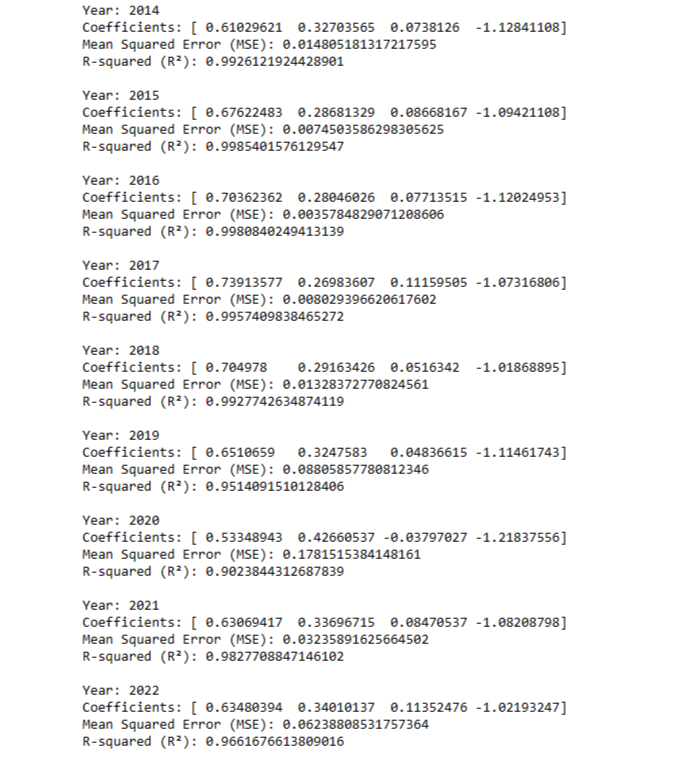 Year: 2014
Coefficients: [ 0.61029621  0.32703565  0.0738126  -1.12841108]
Mean Squared Error (MSE): 0.014805181317217595
R-squared (R²): 0.9926121924428901
Year: 2015
Coefficients: [ 0.67622483  0.28681329  0.08668167 -1.09421108]
Mean Squared Error (MSE): 0.0074503586298305625
R-squared (R²): 0.9985401576129547
Year: 2016
Coefficients: [ 0.70362362  0.28046026  0.07713515 -1.12024953]
Mean Squared Error (MSE): 0.0035784829071208606
R-squared (R²): 0.9980840249413139
Year: 2017
Coefficients: [ 0.73913577  0.26983607  0.11159505 -1.07316806]
Mean Squared Error (MSE): 0.008029396620617602
R-squared (R²): 0.9957409838465272
Year: 2018
Coefficients: [ 0.704978    0.29163426  0.0516342  -1.01868895]
Mean Squared Error (MSE): 0.01328372770824561
R-squared (R²): 0.9927742634874119
Year: 2019
Coefficients: [ 0.6510659   0.3247583   0.04836615 -1.11461743]
Mean Squared Error (MSE): 0.08805857780812346
R-squared (R²): 0.9514091510128406
Year: 2020
Coefficients: [ 0.53348943  0.42660537 -0.03797027 -1.21837556]
Mean Squared Error (MSE): 0.1781515384148161
R-squared (R²): 0.9023844312687839
Year: 2021
Coefficients: [ 0.63069417  0.33696715  0.08470537 -1.08208798]
Mean Squared Error (MSE): 0.03235891625664502
R-squared (R²): 0.9827708847146102
Year: 2022
Coefficients: [ 0.63480394  0.34010137  0.11352476 -1.02193247]
Mean Squared Error (MSE): 0.06238808531757364
R-squared (R²): 0.9661676613809016